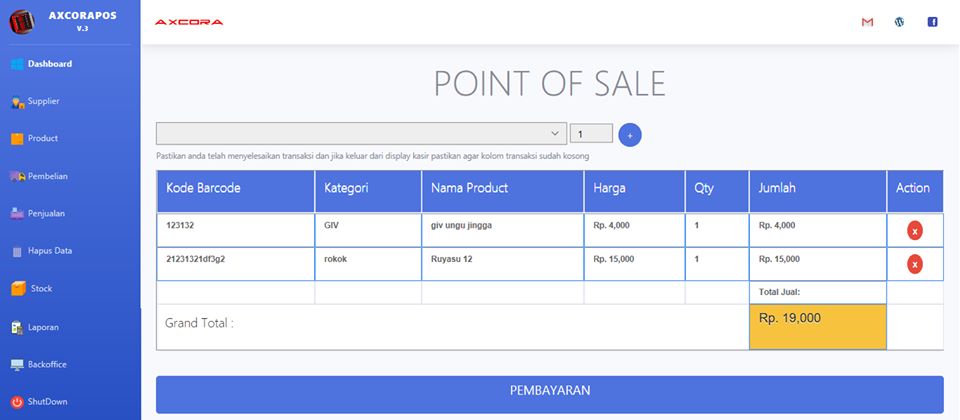 AXCORAPOS
V.3
Dashboard
Supplier
Product
Pembelian
Penjualan
Hapus Data
Stock
Laporan
Backoffice
ShutDown
AXCORA
POINT OF SALE
1
+
Pastikan anda telah menyelesaikan transaksi dan jika keluar dari display kasir pastikan agar kolom transaksi sudah kosong
Kode Barcode Kategori Nama Product Harga Qty Jumlah Action
123132 GIV giv ungu jingga Rp. 4,000 1 Rp. 4,000 x
21231321df3g2 rokok Ruyasu 12 Rp. 15,000 1 Rp. 15,000 x
Total Jual:
Grand Total : Rp. 19,000
PEMBAYARAN